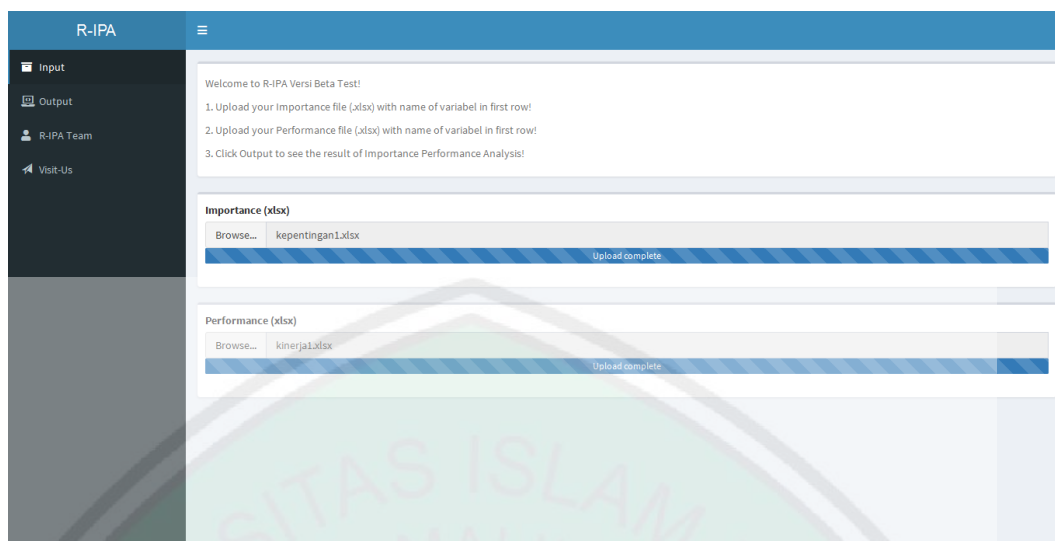 R-IPA
Input
Output
R-IPA Team
Visit-Us
Welcome to R-IPA Versi Beta Test!
1. Upload your Importance file (.xlsx) with name of variabel in first row!
2. Upload your Performance file (.xlsx) with name of variabel in first row!
3. Click Output to see the result of Importance Performance Analysis!
Importance (xlsx)
Browse... kepentingan1.xlsx
Upload complete
Performance (xlsx)
Browse... kinerja1.xlsx
Upload complete
ITAS ISLAM